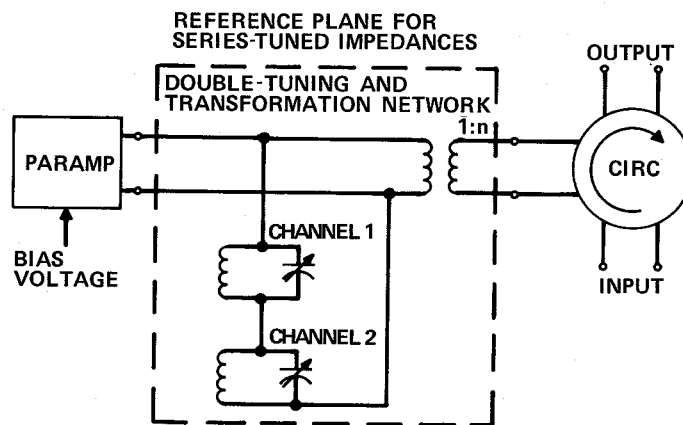 REFERENCE PLANE FOR
SERIES-TUNED IMPEDANCES
OUTPUT
DOUBLE-TUNING AND
TRANSFORMATION NETWORK
1:n
PARAMP
CIRC
CHANNEL 1
BIAS
VOLTAGE
INPUT
CHANNEL 2